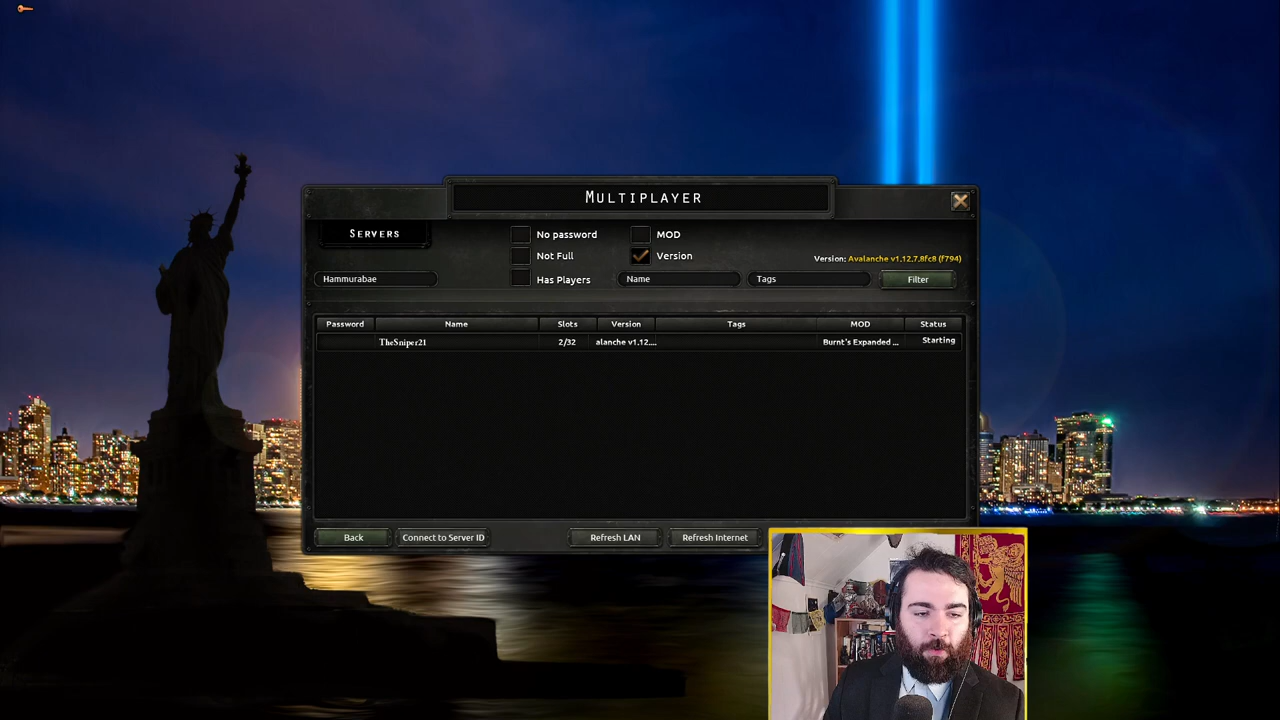 MULTIPLAYER
SERVERS
No password
MOD
Not Full
Version
Version: Avalanche v1.12.7.8fc8 (f794)
Hammurabae
Has Players
Name
Tags
Filter
Password Name Slots Version Tags MOD Status
TheSniper21 2/32 alanche v1.12.... Burnt's Expanded ... Starting
Back Connect to Server ID Refresh LAN Refresh Internet